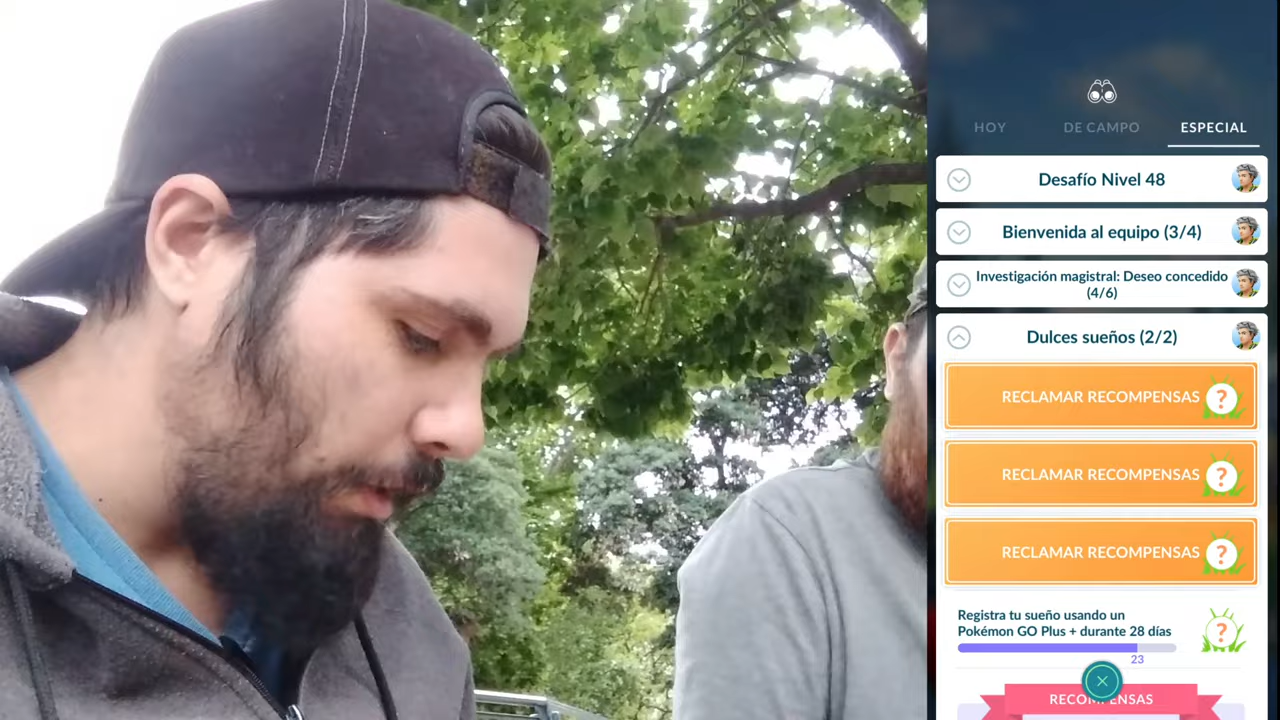 HOY
DE CAMPO
ESPECIAL
Desafío Nivel 48
Bienvenida al equipo (3/4)
Investigación magistral: Deseo concedido
(4/6)
Dulces sueños (2/2)
RECLAMAR RECOMPENSAS
?
RECLAMAR RECOMPENSAS
?
RECLAMAR RECOMPENSAS
?
Registra tu sueño usando un
Pokémon GO Plus + durante 28 días
?
23
RECOMPENSAS